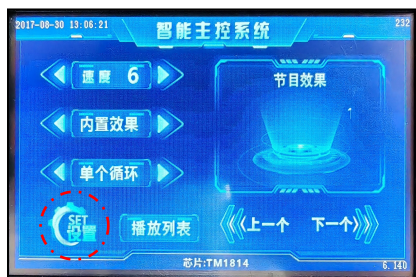 2017-08-30 13:06:21
智能主控系统
232
速度 6
节目效果
内置效果
单个循环
SET
设置
播放列表
上一个 下一个
芯片:TM1814
6.140